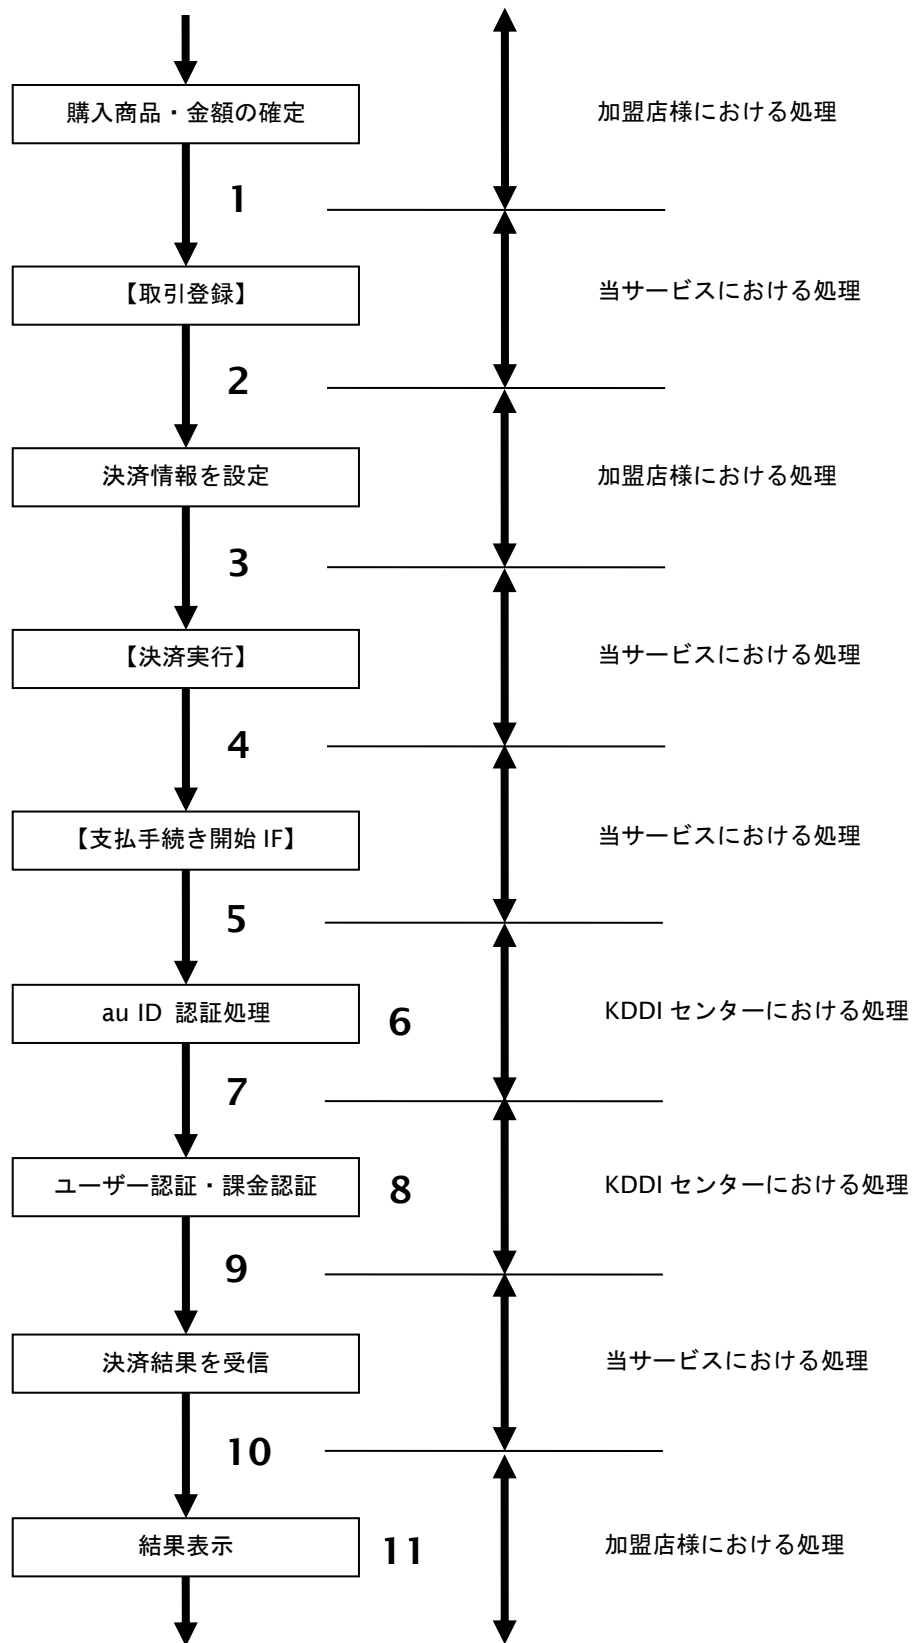 購入商品・金額の確定
加盟店様における処理
1
【取引登録】
当サービスにおける処理
2
決済情報を設定
加盟店様における処理
3
【決済実行】
当サービスにおける処理
4
【支払手続き開始 IF】
当サービスにおける処理
5
au ID 認証処理
6
KDDI センターにおける処理
7
ユーザー認証・課金認証
8
KDDI センターにおける処理
9
決済結果を受信
当サービスにおける処理
10
結果表示
11
加盟店様における処理